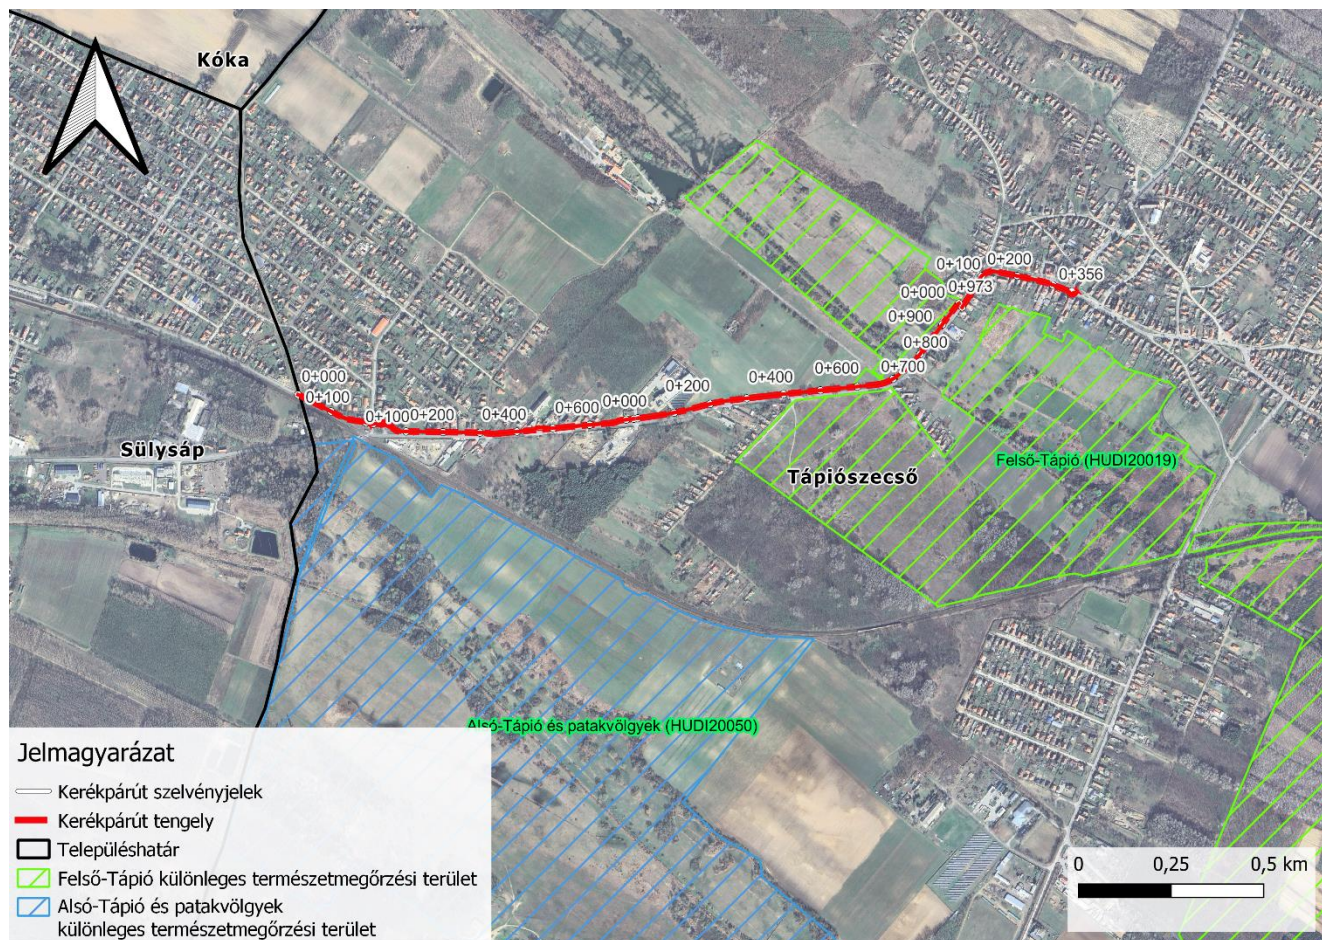 Kóka
0+100
0+200
0+356
0+973
0+000
0+900
0+800
0+700
0+600
0+400
0+200
0+000
0+600
0+400
0+200
0+100
0+100
0+000
Sülysáp
Tápiószecső
Felső-Tápió (HUDI20019)
Alsó-Tápió és patakvölgyek (HUDI20050)
Jelmagyarázat
Kerékpárút szelvényjelek
Kerékpárút tengely
Településhatár
Felső-Tápió különleges természetmegőrzési terület
Alsó-Tápió és patakvölgyek
különleges természetmegőrzési terület
0 0,25 0,5 km